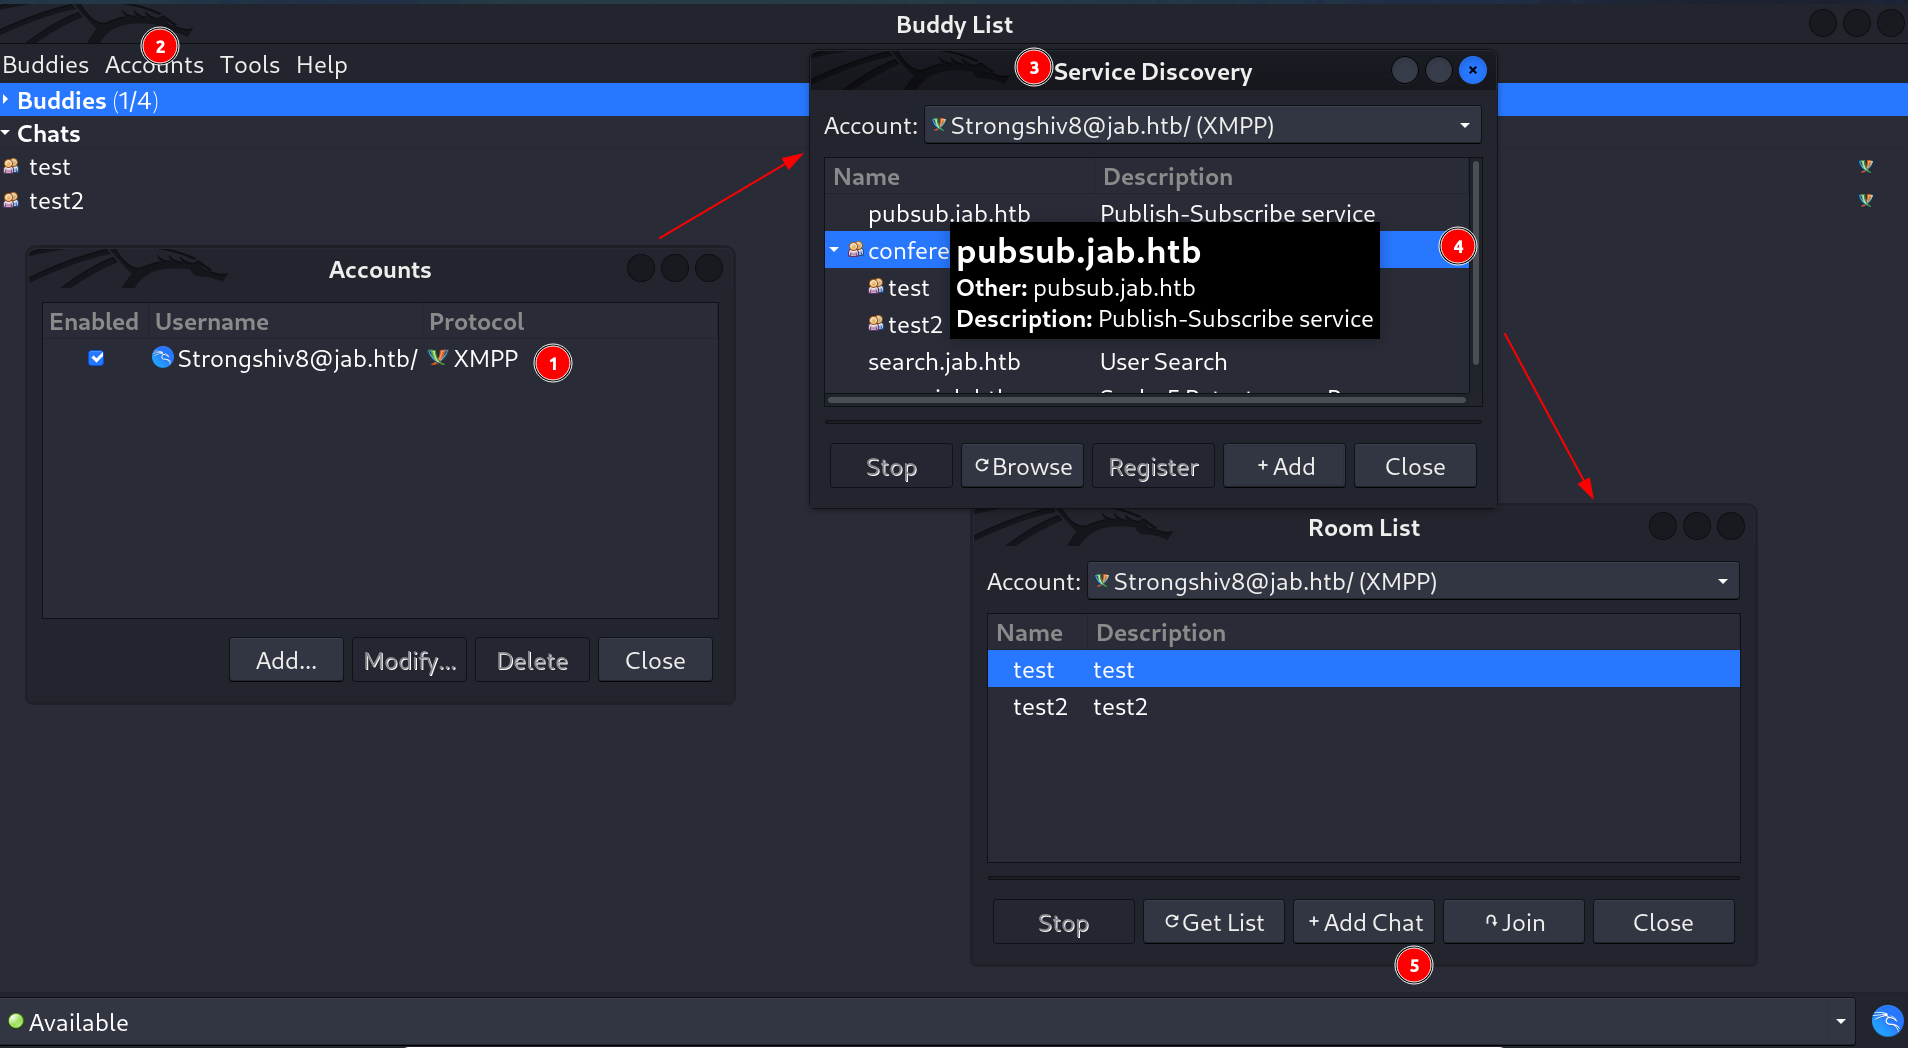 Buddy List
2
Buddies Accounts Tools Help
Buddies (1/4)
Chats
test
test2
Accounts
Enabled Username Protocol
Strongshiv8@jab.htb/ XMPP 1
Add... Modify... Delete Close
3 Service Discovery
Account: Strongshiv8@jab.htb/ (XMPP)
Name Description
pubsub.jab.htb Publish-Subscribe service
confere
4
pubsub.jab.htb
Other: pubsub.jab.htb
Description: Publish-Subscribe service
test
test2
search.jab.htb User Search
Stop Browse Register + Add Close
Room List
Account: Strongshiv8@jab.htb/ (XMPP)
Name Description
test test
test2 test2
Stop Get List + Add Chat Join Close
5
Available